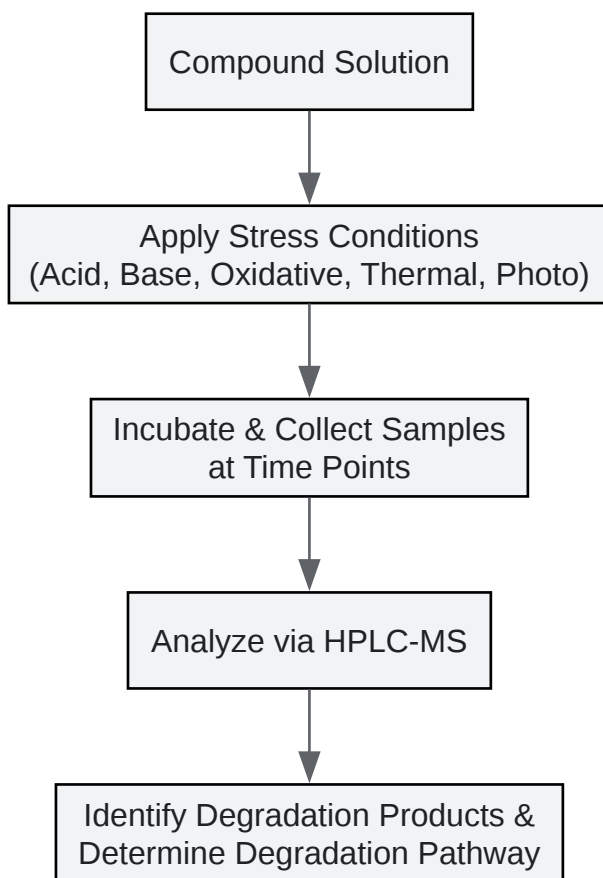 Compound Solution
Apply Stress Conditions
(Acid, Base, Oxidative, Thermal, Photo)
Incubate & Collect Samples
at Time Points
Analyze via HPLC-MS
Identify Degradation Products &
Determine Degradation Pathway